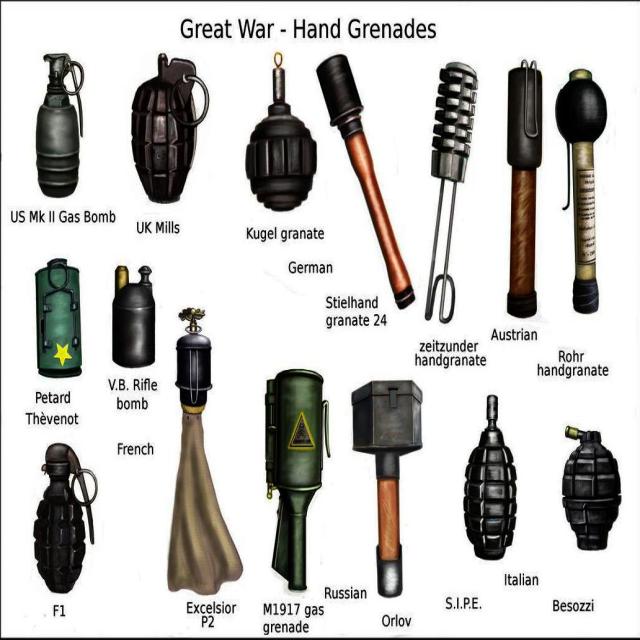 Great War - Hand Grenades
US Mk II Gas Bomb
UK Mills
Kugel granate
German
Stielhand
granate 24
zeitzunder
handgranate
Austrian
Rohr
handgranate
Petard
Thèvenot
V.B. Rifle
bomb
French
F1
Excelsior
P2
M1917 gas
grenade
Russian
Orlov
S.I.P.E.
Italian
Besozzi